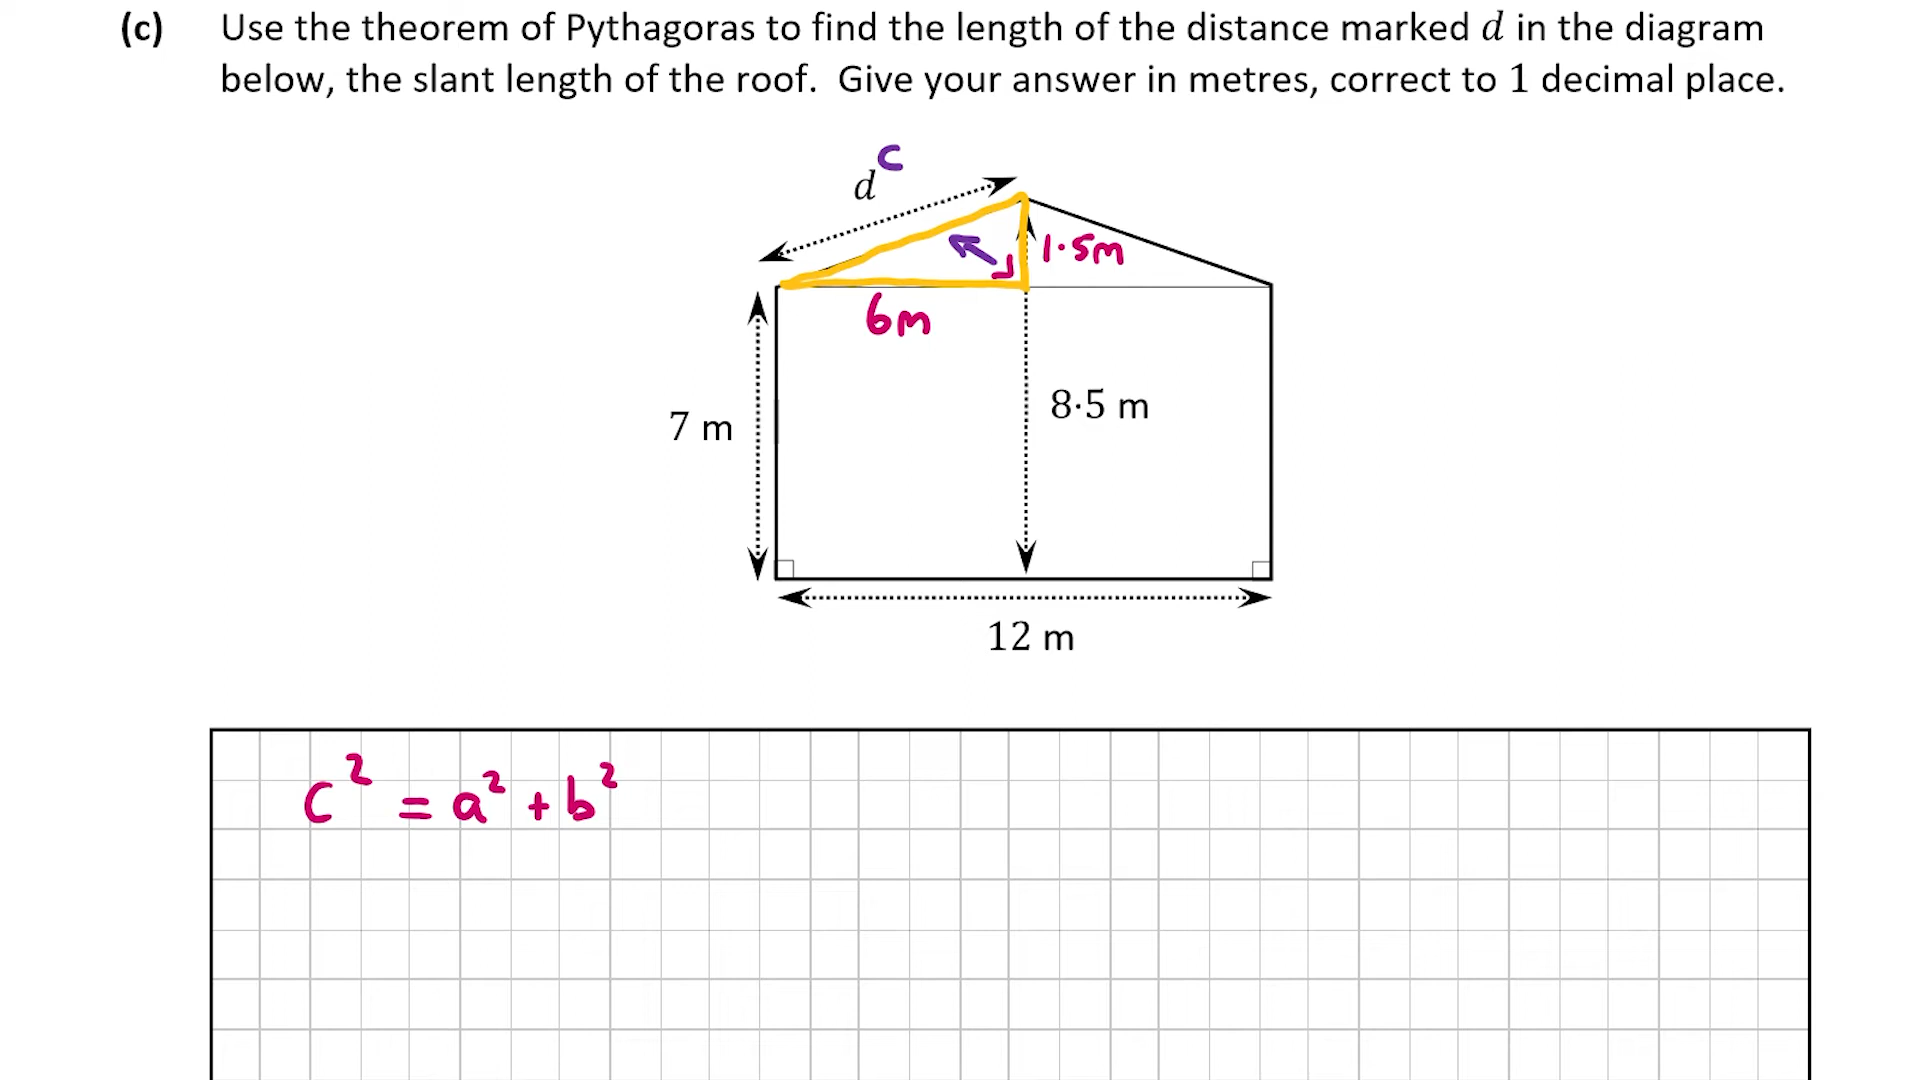 (c) Use the theorem of Pythagoras to find the length of the distance marked d in the diagram
below, the slant length of the roof. Give your answer in metres, correct to 1 decimal place.
c
d
1·5m
6m
8·5 m
7 m
12 m
c² = a² + b²